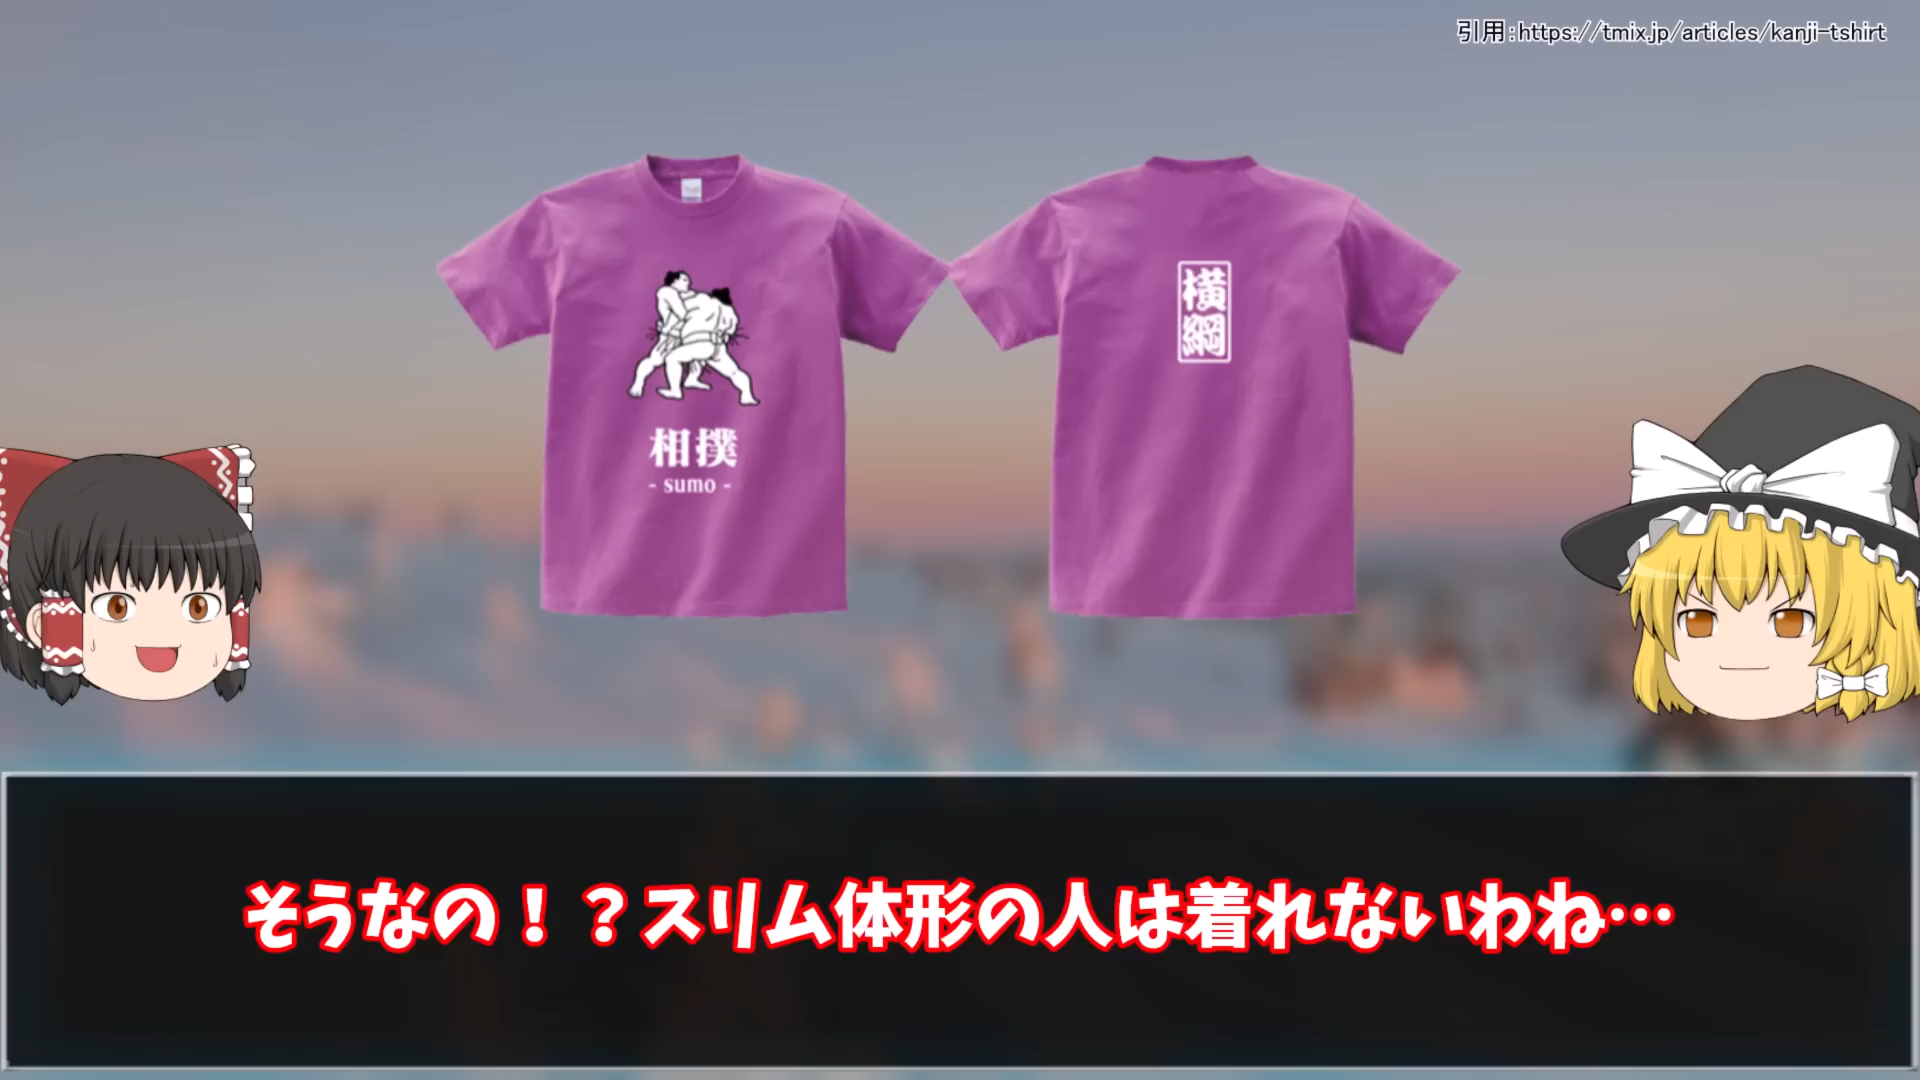 引用:https://tmix.jp/articles/kanji-tshirt
相撲
- sumo -
横
綱
そうなの！？スリム体形の人は着れないわね…